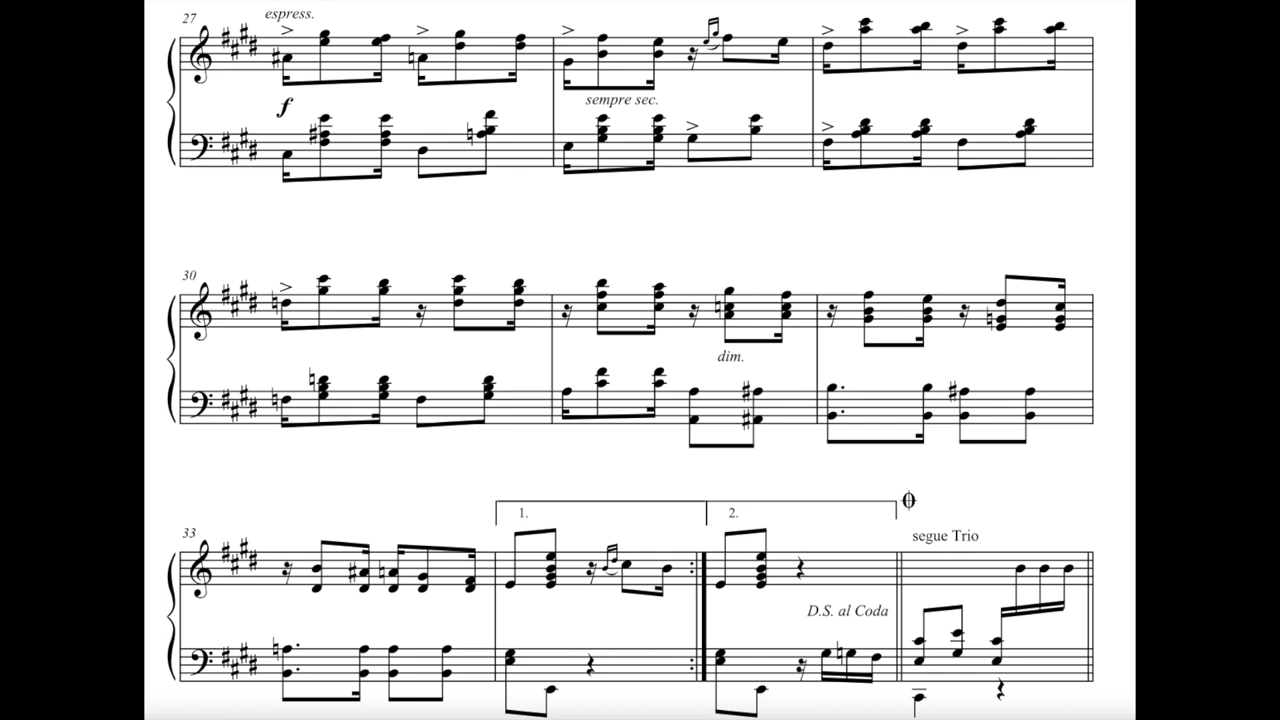 27
espress.
f
sempre sec.
30
dim.
33
1.
2.
segue Trio
D.S. al Coda